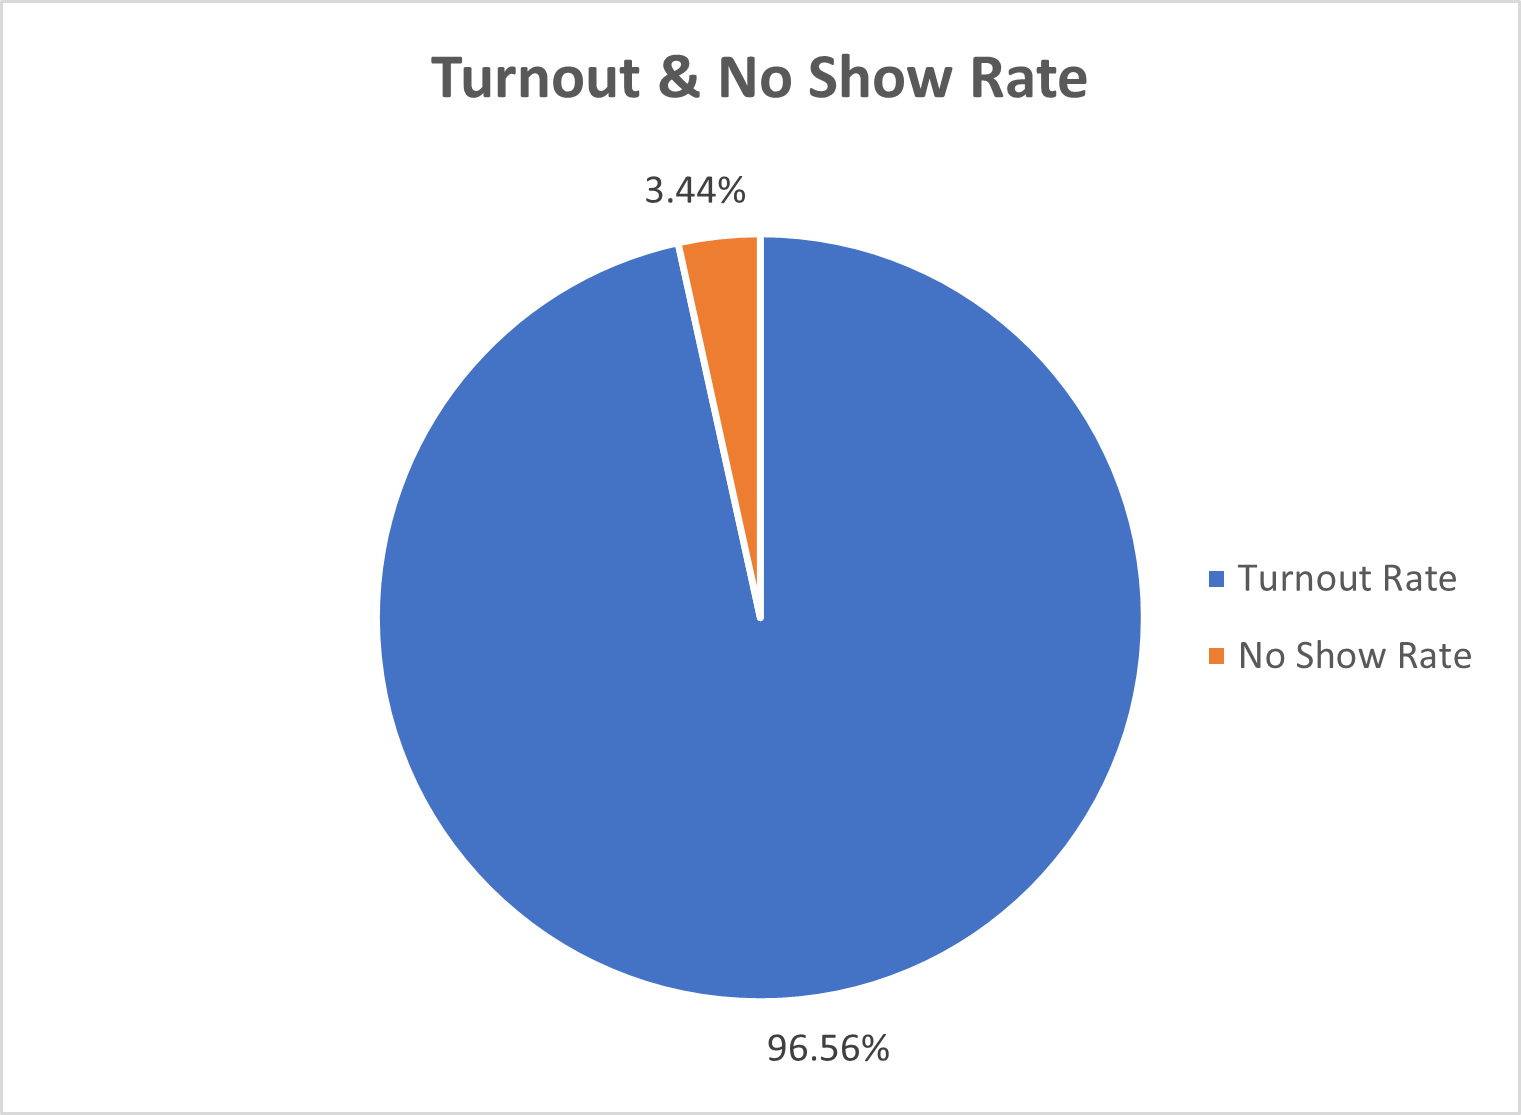 Turnout & No Show Rate
3.44%
Turnout Rate
No Show Rate
96.56%